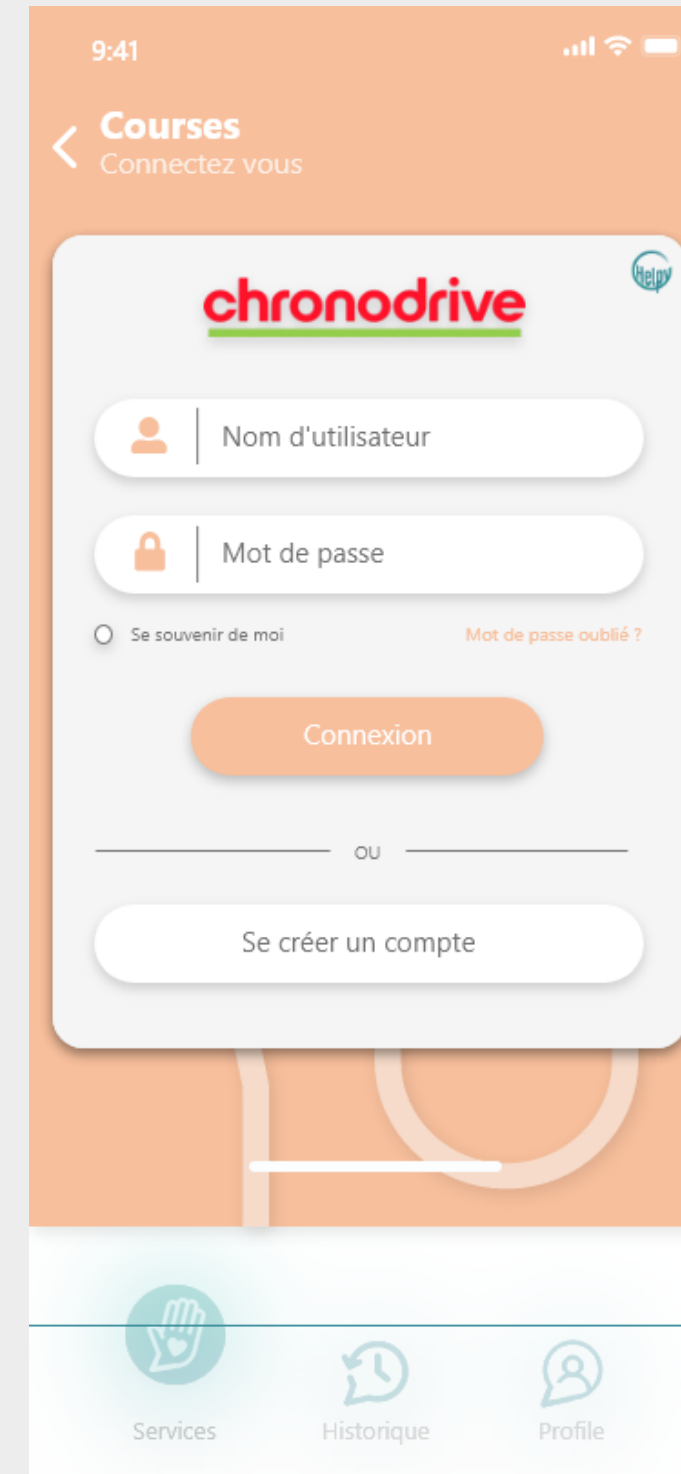 9:41
Courses
Connectez vous
Helpy
chronodrive
Nom d'utilisateur
Mot de passe
Se souvenir de moi
Mot de passe oublié ?
Connexion
ou
Se créer un compte
Services
Historique
Profile